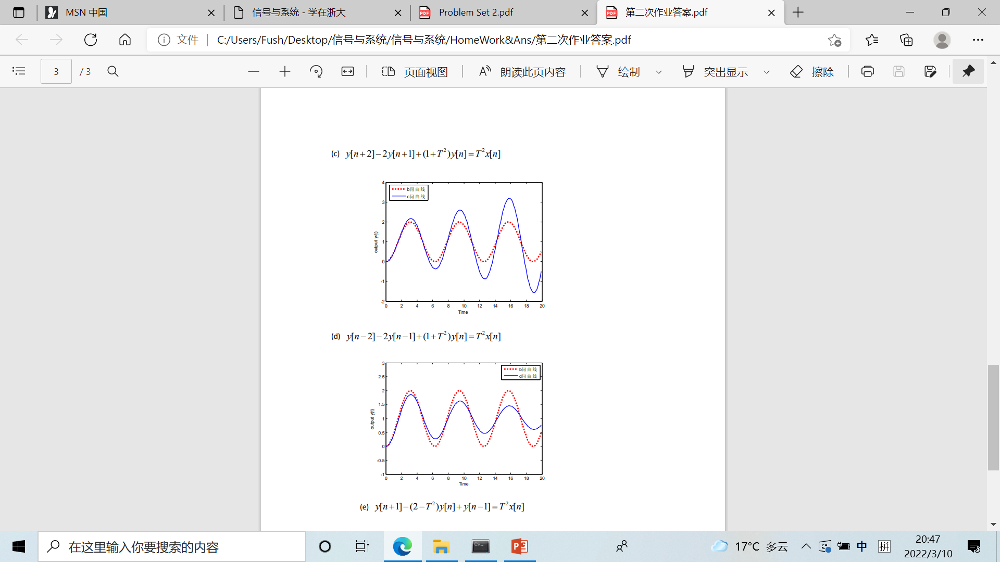 MSN 中国
信号与系统 - 学在浙大
Problem Set 2.pdf
第二次作业答案.pdf
文件
C:/Users/Fush/Desktop/信号与系统/信号与系统/HomeWork&Ans/第二次作业答案.pdf
3
/ 3
页面视图
朗读此页内容
绘制
突出显示
擦除
(c) y[n+2]−2y[n+1]+(1+T²)y[n]=T²x[n]
b问曲线
c问曲线
4
3
2
1
0
-1
-2
output y(t)
0 2 4 6 8 10 12 14 16 18 20
Time
(d) y[n−2]−2y[n−1]+(1+T²)y[n]=T²x[n]
b问曲线
d问曲线
3
2.5
2
1.5
1
0.5
0
-0.5
-1
output y(t)
0 2 4 6 8 10 12 14 16 18 20
Time
(e) y[n+1]−(2−T²)y[n]+y[n−1]=T²x[n]
在这里输入你要搜索的内容
17°C 多云
中
拼
20:47
2022/3/10